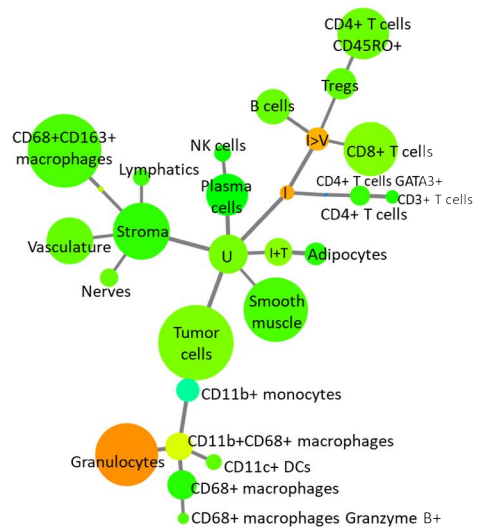 CD4+ T cells
CD45RO+
Tregs
B cells
I>V
CD8+ T cells
CD68+CD163+
macrophages
NK cells
Lymphatics
Plasma
cells
I
CD4+ T cells GATA3+
CD3+ T cells
CD4+ T cells
Stroma
Vasculature
U
I+T
Adipocytes
Nerves
Smooth
muscle
Tumor
cells
CD11b+ monocytes
CD11b+CD68+ macrophages
Granulocytes
CD11c+ DCs
CD68+ macrophages
CD68+ macrophages Granzyme B+